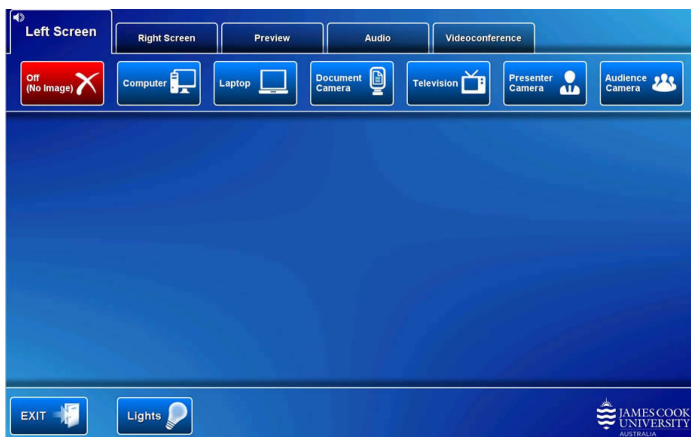 Left Screen
Right Screen
Preview
Audio
Videoconference
Off
(No Image)
Computer
Laptop
Document
Camera
Television
Presenter
Camera
Audience
Camera
EXIT
Lights
JAMES COOK
UNIVERSITY
AUSTRALIA